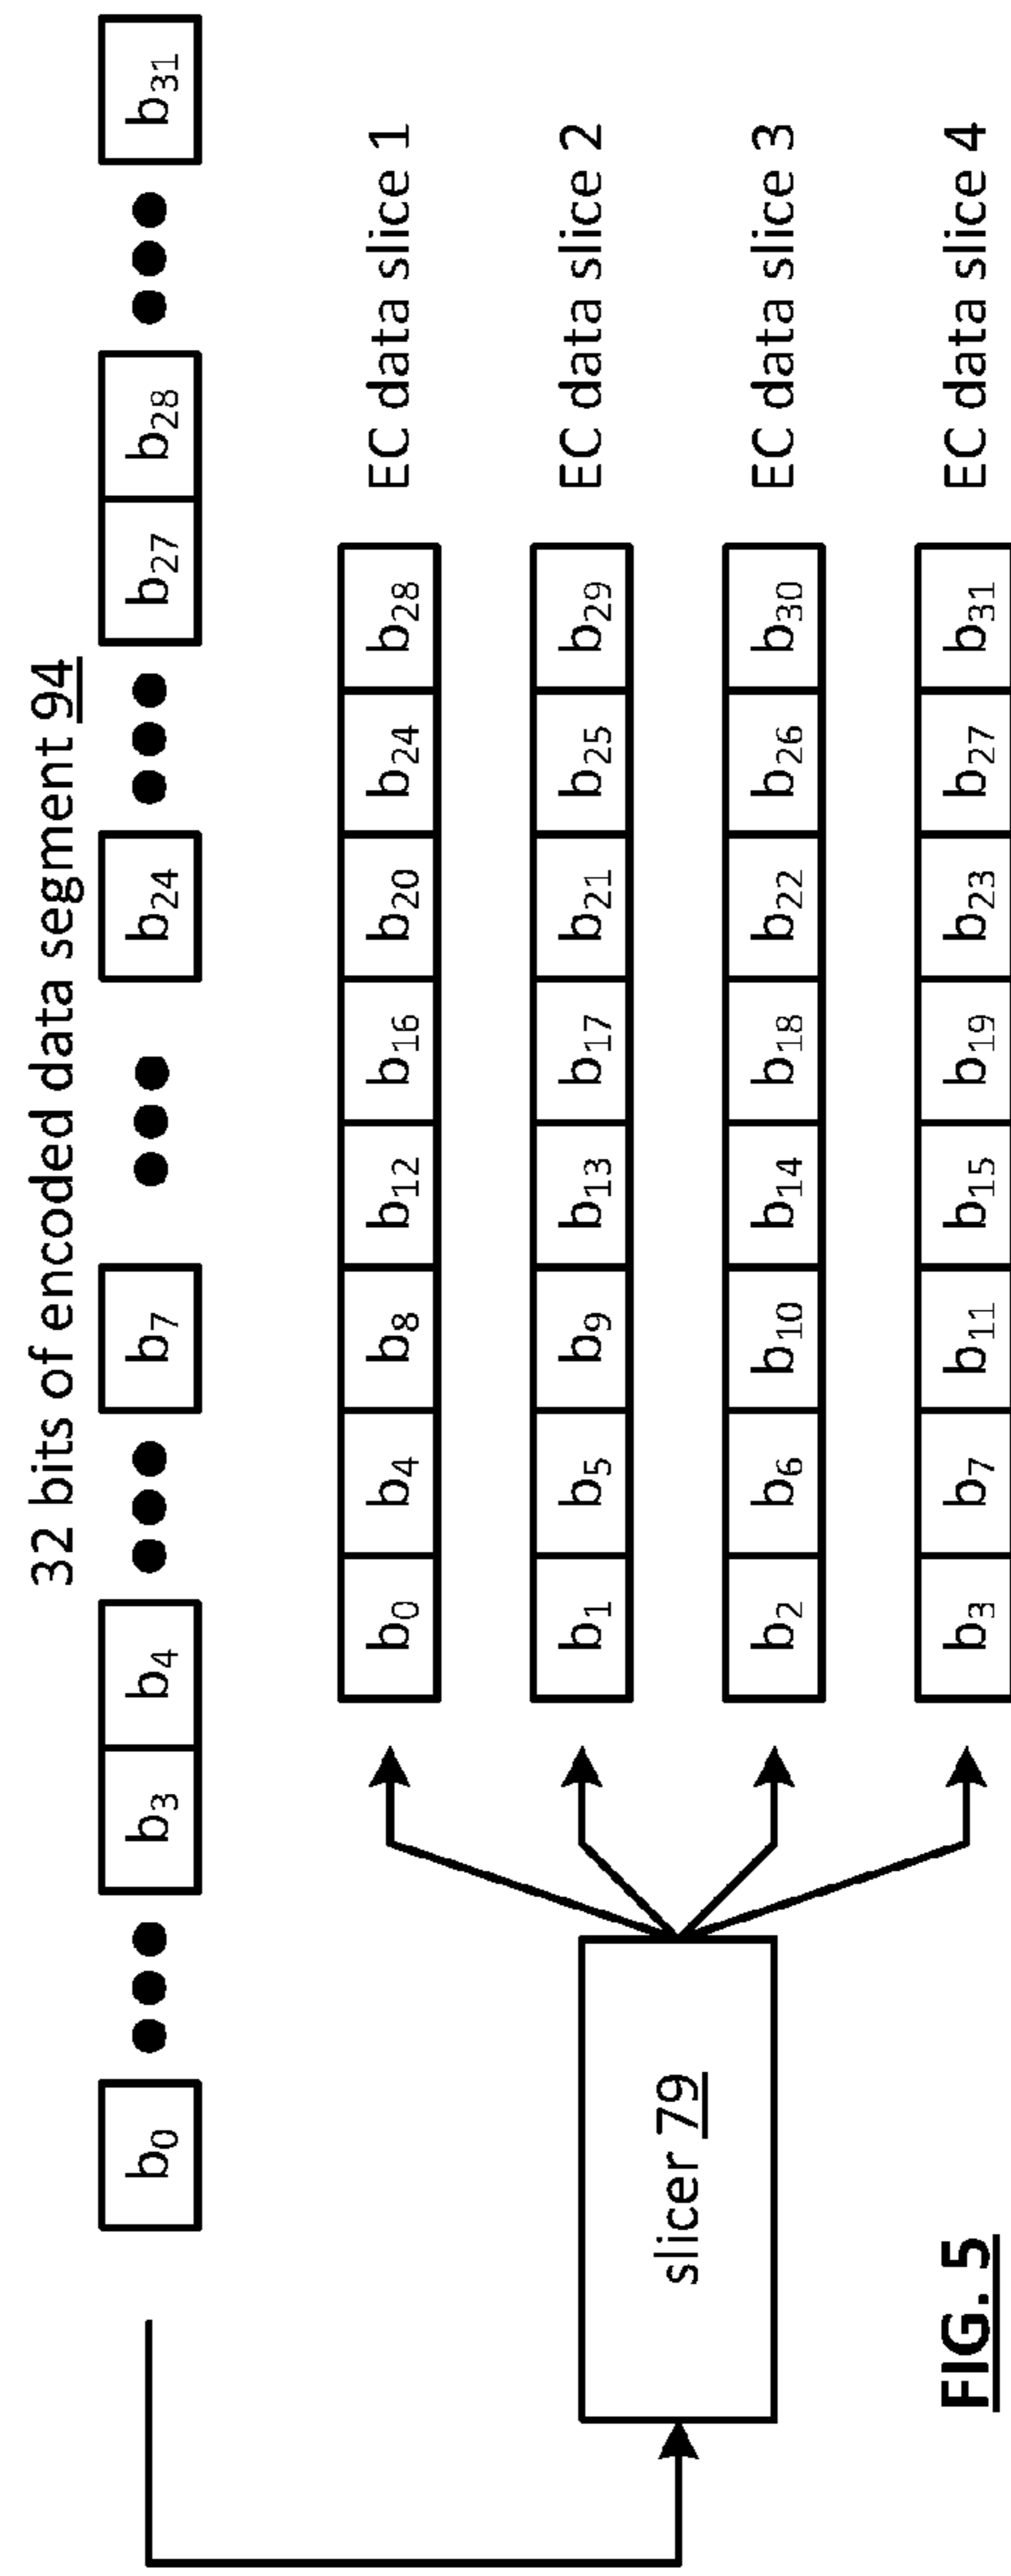 32 bits of encoded data segment 94
b0 ●●● b3 b4 ●●● b7 ●●● b24 ●●● b27 b28 ●●● b31
b0 b4 b8 b12 b16 b20 b24 b28 EC data slice 1
b1 b5 b9 b13 b17 b21 b25 b29 EC data slice 2
slicer 79
b2 b6 b10 b14 b18 b22 b26 b30 EC data slice 3
b3 b7 b11 b15 b19 b23 b27 b31 EC data slice 4
FIG. 5